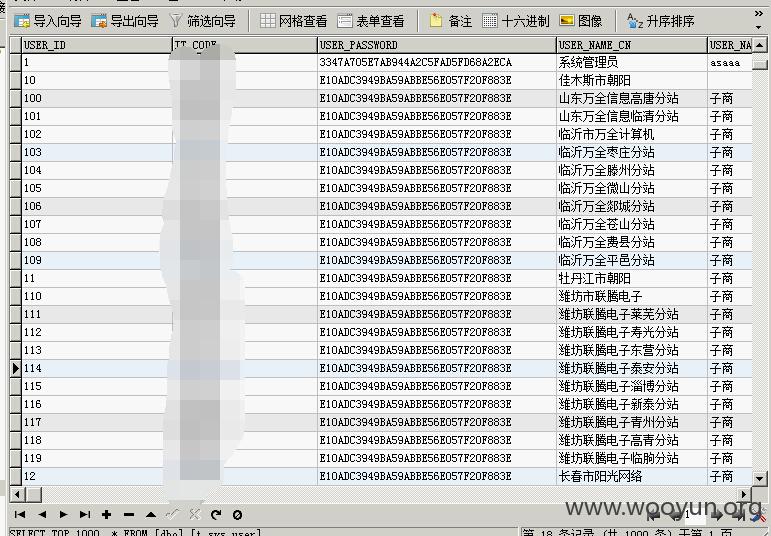 导入向导 导出向导 筛选向导 网格查看 表单查看 备注 十六进制 图像 升序排序 »
USER_ID IT_CODE USER_PASSWORD USER_NAME_CN USER_NA
1 3347A705E7AB944A2C5FAD5FD68A2ECA 系统管理员 asaaa
10 E10ADC3949BA59ABBE56E057F20F883E 佳木斯市朝阳
100 E10ADC3949BA59ABBE56E057F20F883E 山东万全信息高唐分站 子商
101 E10ADC3949BA59ABBE56E057F20F883E 山东万全信息临清分站 子商
102 E10ADC3949BA59ABBE56E057F20F883E 临沂市万全计算机 子商
103 E10ADC3949BA59ABBE56E057F20F883E 临沂万全枣庄分站 子商
104 E10ADC3949BA59ABBE56E057F20F883E 临沂万全滕州分站 子商
105 E10ADC3949BA59ABBE56E057F20F883E 临沂万全微山分站 子商
106 E10ADC3949BA59ABBE56E057F20F883E 临沂万全郯城分站 子商
107 E10ADC3949BA59ABBE56E057F20F883E 临沂万全苍山分站 子商
108 E10ADC3949BA59ABBE56E057F20F883E 临沂万全费县分站 子商
109 E10ADC3949BA59ABBE56E057F20F883E 临沂万全平邑分站 子商
11 E10ADC3949BA59ABBE56E057F20F883E 牡丹江市朝阳 子商
110 E10ADC3949BA59ABBE56E057F20F883E 潍坊市联腾电子 子商
111 E10ADC3949BA59ABBE56E057F20F883E 潍坊联腾电子莱芜分站 子商
112 E10ADC3949BA59ABBE56E057F20F883E 潍坊联腾电子寿光分站 子商
113 E10ADC3949BA59ABBE56E057F20F883E 潍坊联腾电子东营分站 子商
114 E10ADC3949BA59ABBE56E057F20F883E 潍坊联腾电子泰安分站 子商
115 E10ADC3949BA59ABBE56E057F20F883E 潍坊联腾电子淄博分站 子商
116 E10ADC3949BA59ABBE56E057F20F883E 潍坊联腾电子新泰分站 子商
117 E10ADC3949BA59ABBE56E057F20F883E 潍坊联腾电子青州分站 子商
118 E10ADC3949BA59ABBE56E057F20F883E 潍坊联腾电子高青分站 子商
119 E10ADC3949BA59ABBE56E057F20F883E 潍坊联腾电子临朐分站 子商
12 E10ADC3949BA59ABBE56E057F20F883E 长春市阳光网络 子商
www.wooyun.org
1
SELECT TOP 1000 * FROM [dbo].[t_sys_user] 第 18 条记录 (共 1000 条) 于第 1 页